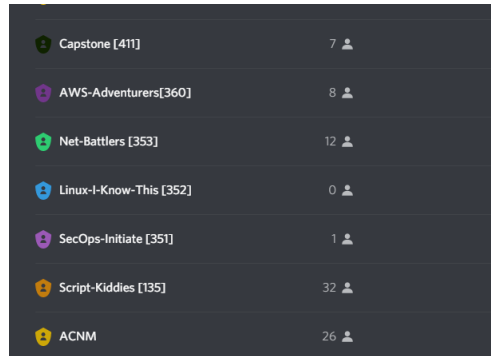 Capstone [411] 7
AWS-Adventurers[360] 8
Net-Battlers [353] 12
Linux-I-Know-This [352] 0
SecOps-Initiate [351] 1
Script-Kiddies [135] 32
ACNM 26